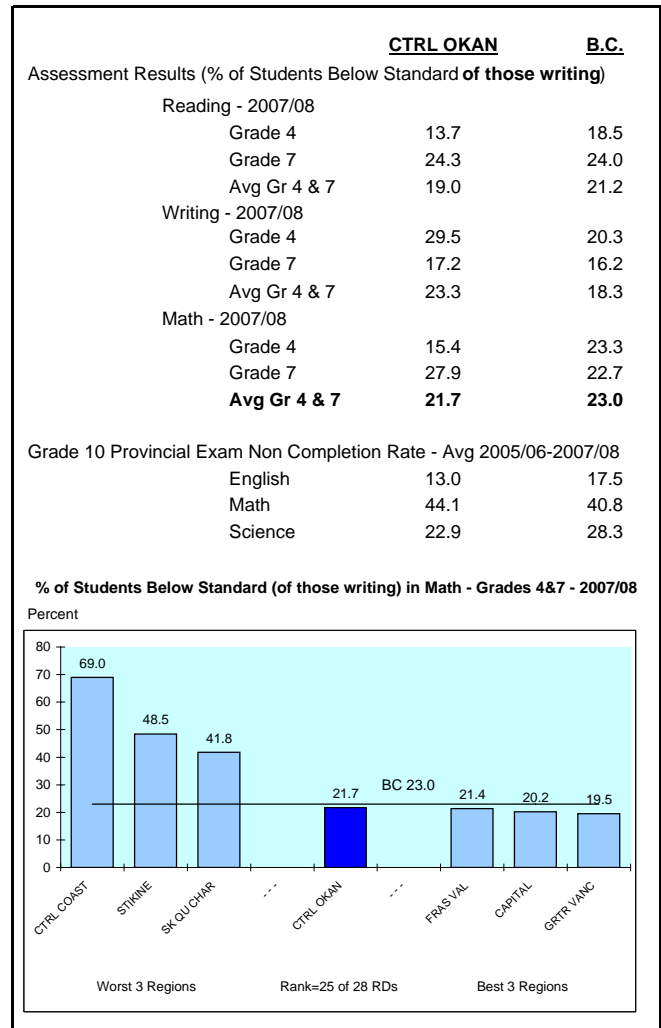 CTRL OKAN B.C.
Assessment Results (% of Students Below Standard of those writing)
Reading - 2007/08
Grade 4 13.7 18.5
Grade 7 24.3 24.0
Avg Gr 4 & 7 19.0 21.2
Writing - 2007/08
Grade 4 29.5 20.3
Grade 7 17.2 16.2
Avg Gr 4 & 7 23.3 18.3
Math - 2007/08
Grade 4 15.4 23.3
Grade 7 27.9 22.7
Avg Gr 4 & 7 21.7 23.0
Grade 10 Provincial Exam Non Completion Rate - Avg 2005/06-2007/08
English 13.0 17.5
Math 44.1 40.8
Science 22.9 28.3
% of Students Below Standard (of those writing) in Math - Grades 4&7 - 2007/08
Percent
80
70
60
50
40
30
20
10
0
69.0
48.5
41.8
21.7
BC 23.0
21.4
20.2
19.5
CTRL COAST
STIKINE
SK QU CHAR
- - -
CTRL OKAN
- - -
FRAS VAL
CAPITAL
GRTR VANC
Worst 3 Regions Rank=25 of 28 RDs Best 3 Regions